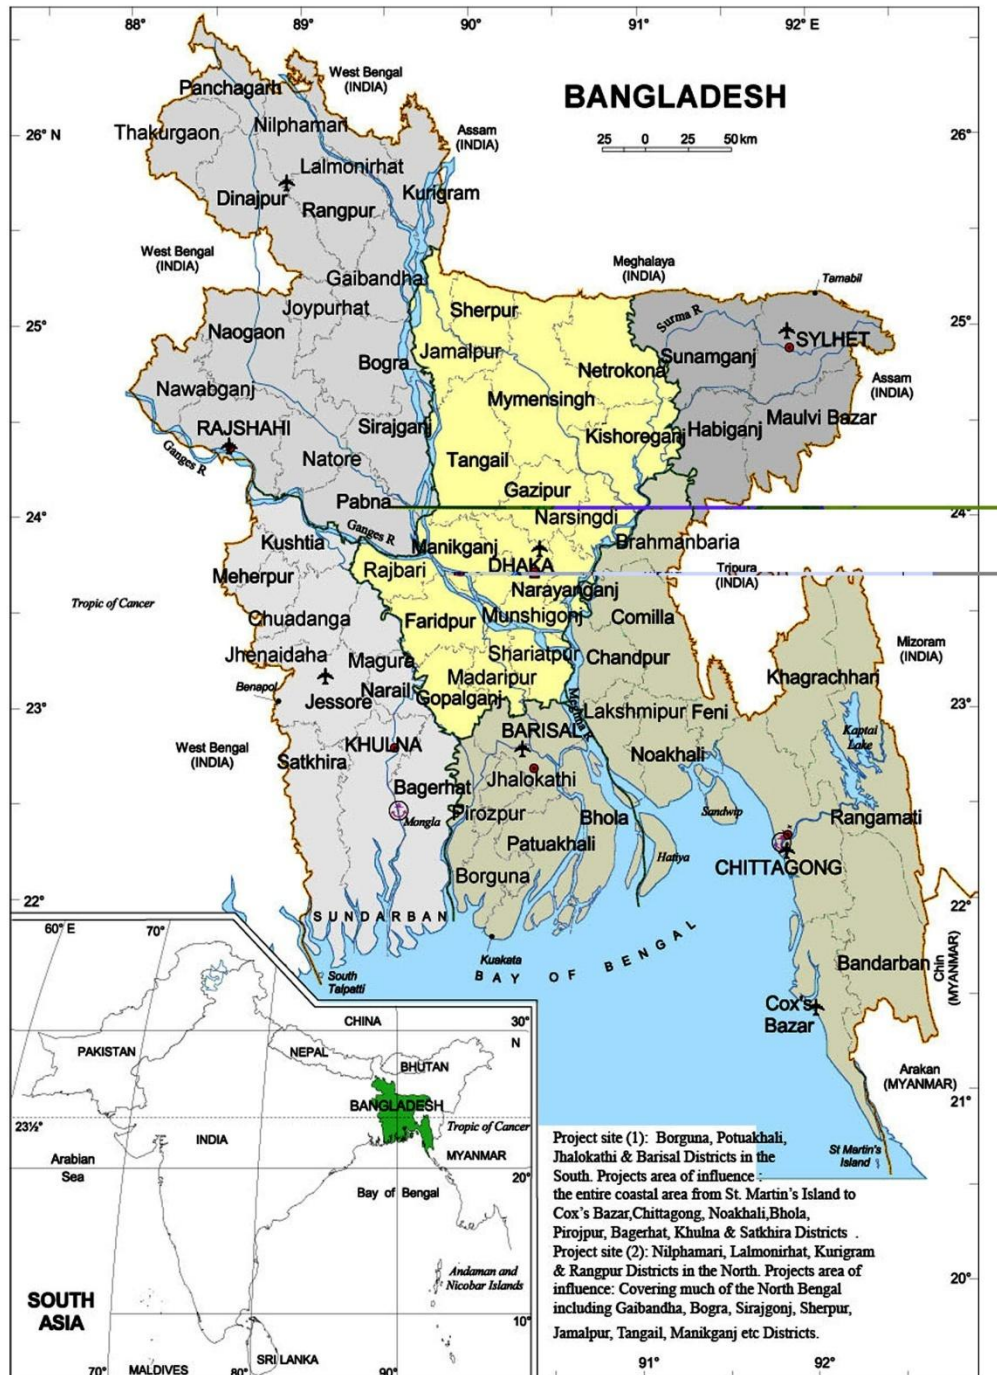 88°
89°
90°
91°
92° E
BANGLADESH
25 0 25 50 km
26° N
26°
West Bengal
(INDIA)
Assam
(INDIA)
Panchagarh
Thakurgaon
Nilphamari
Lalmonirhat
Dinajpur
Rangpur
Kurigram
West Bengal
(INDIA)
Meghalaya
(INDIA)
Tamabil
Gaibandha
Joypurhat
Sherpur
25°
25°
Surma R
SYLHET
Naogaon
Bogra
Jamalpur
Netrokona
Sunamganj
Assam
(INDIA)
Nawabganj
Mymensingh
Maulvi Bazar
RAJSHAHI
Sirajganj
Kishoreganj
Habiganj
Ganges R
Natore
Tangail
Gazipur
Pabna
24°
24°
Narsingdi
Ganges R
Kushtia
Manikganj
Brahmanbaria
Meherpur
Rajbari
DHAKA
(INDIA)
Narayanganj
Tropic of Cancer
Chuadanga
Faridpur
Munshigonj
Comilla
Mizoram
(INDIA)
Jhenaidaha
Magura
Shariatpur
Chandpur
Khagrachhari
Benapol
Jessore
Narail
Madaripur
Gopalganj
23°
23°
Meghna R
Lakshmipur
Feni
Kaptai
Lake
West Bengal
(INDIA)
KHULNA
BARISAL
Noakhali
Satkhira
Jhalokathi
Bagerhat
Mongla
Pirozpur
Bhola
Sandwip
Rangamati
Patuakhali
Hatiya
CHITTAGONG
Borguna
22°
22°
SUNDARBAN
Kuakata
BAY OF BENGAL
South
Talpatti
Bandarban
Chin
(MYANMAR)
Cox's
Bazar
Arakan
(MYANMAR)
21°
St Martin's
Island
20°
91°
92°
60° E
70°
CHINA
30°
N
PAKISTAN
NEPAL
BHUTAN
BANGLADESH
23½°
Tropic of Cancer
INDIA
MYANMAR
Arabian
Sea
20°
Bay of Bengal
Andaman and
Nicobar Islands
SOUTH
ASIA
10°
SRI LANKA
70°
MALDIVES
80°
90°
Project site (1): Borguna, Potuakhali,
Jhalokathi & Barisal Districts in the
South. Projects area of influence :
the entire coastal area from St. Martin's Island to
Cox's Bazar,Chittagong, Noakhali,Bhola,
Pirojpur, Bagerhat, Khulna & Satkhira Districts .
Project site (2): Nilphamari, Lalmonirhat, Kurigram
& Rangpur Districts in the North. Projects area of
influence: Covering much of the North Bengal
including Gaibandha, Bogra, Sirajgonj, Sherpur,
Jamalpur, Tangail, Manikganj etc Districts.